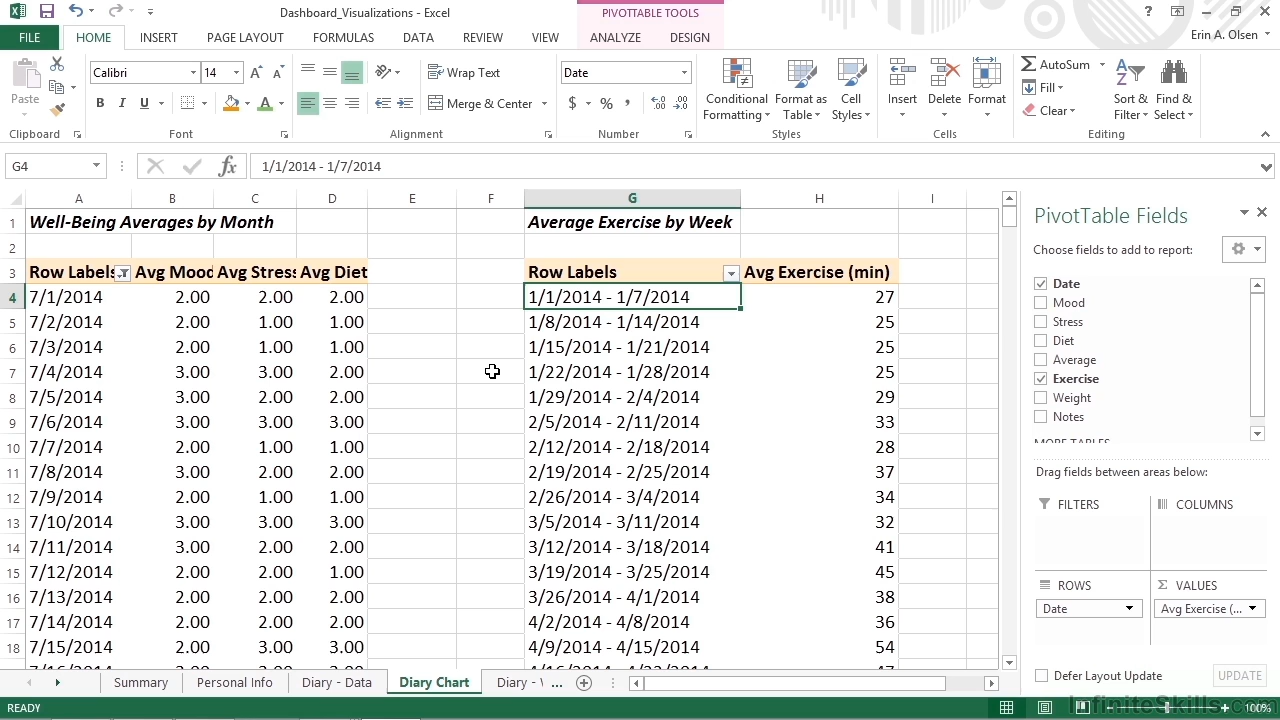 Dashboard_Visualizations - Excel
PIVOTTABLE TOOLS
?
FILE HOME INSERT PAGE LAYOUT FORMULAS DATA REVIEW VIEW ANALYZE DESIGN Erin A. Olsen
Paste
Calibri 14
B I U
Wrap Text
Merge & Center
Date
$ % ,
Conditional Formatting
Format as Table
Cell Styles
Insert Delete Format
AutoSum
Fill
Clear
Sort & Filter
Find & Select
Clipboard Font Alignment Number Styles Cells Editing
G4 fx 1/1/2014 - 1/7/2014
A B C D E F G H I
1 Well-Being Averages by Month Average Exercise by Week
2
3 Row Labels Avg Mood Avg Stress Avg Diet Row Labels Avg Exercise (min)
4 7/1/2014 2.00 2.00 2.00 1/1/2014 - 1/7/2014 27
5 7/2/2014 2.00 1.00 1.00 1/8/2014 - 1/14/2014 25
6 7/3/2014 2.00 1.00 1.00 1/15/2014 - 1/21/2014 25
7 7/4/2014 3.00 3.00 2.00 1/22/2014 - 1/28/2014 25
8 7/5/2014 3.00 2.00 2.00 1/29/2014 - 2/4/2014 29
9 7/6/2014 3.00 3.00 3.00 2/5/2014 - 2/11/2014 33
10 7/7/2014 2.00 1.00 1.00 2/12/2014 - 2/18/2014 28
11 7/8/2014 3.00 2.00 2.00 2/19/2014 - 2/25/2014 37
12 7/9/2014 2.00 1.00 1.00 2/26/2014 - 3/4/2014 34
13 7/10/2014 3.00 3.00 3.00 3/5/2014 - 3/11/2014 32
14 7/11/2014 3.00 2.00 2.00 3/12/2014 - 3/18/2014 41
15 7/12/2014 2.00 2.00 1.00 3/19/2014 - 3/25/2014 45
16 7/13/2014 2.00 2.00 2.00 3/26/2014 - 4/1/2014 38
17 7/14/2014 2.00 2.00 2.00 4/2/2014 - 4/8/2014 36
18 7/15/2014 2.00 3.00 3.00 4/9/2014 - 4/15/2014 54
PivotTable Fields
Choose fields to add to report:
Date
Mood
Stress
Diet
Average
Exercise
Weight
Notes
MORE TABLES
Drag fields between areas below:
FILTERS COLUMNS
ROWS Σ VALUES
Date Avg Exercise (...
Defer Layout Update UPDATE
Summary Personal Info Diary - Data Diary Chart Diary - ...
READY 100%
InfiniteSkills.com